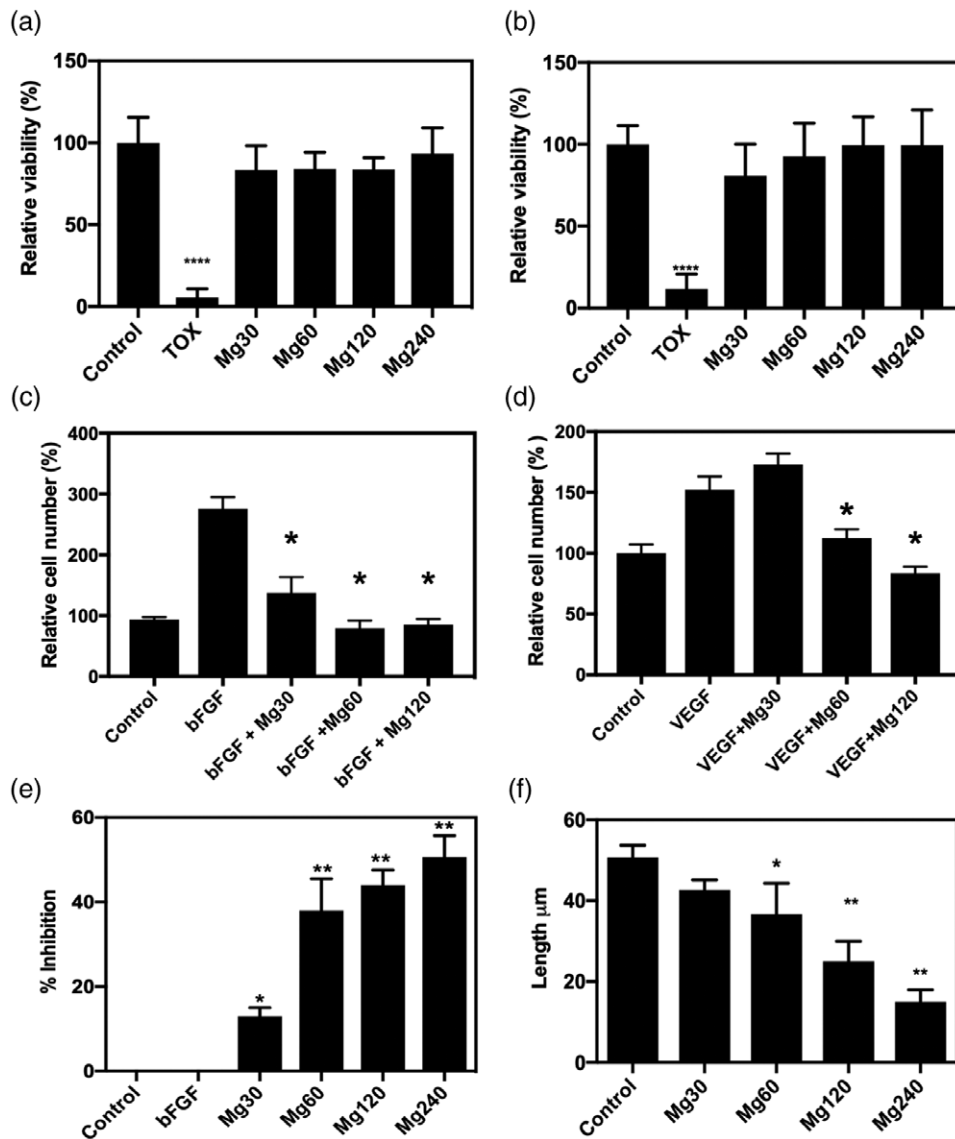 (a)
Relative viability (%)
150
100
50
0
****
Control
TOX
Mg30
Mg60
Mg120
Mg240
(b)
Relative viability (%)
150
100
50
0
****
Control
TOX
Mg30
Mg60
Mg120
Mg240
(c)
Relative cell number (%)
400
300
200
100
0
*
*
*
Control
bFGF
bFGF + Mg30
bFGF +Mg60
bFGF + Mg120
(d)
Relative cell number (%)
200
150
100
50
0
*
*
Control
VEGF
VEGF+Mg30
VEGF+Mg60
VEGF+Mg120
(e)
% Inhibition
60
40
20
0
*
**
**
**
Control
bFGF
Mg30
Mg60
Mg120
Mg240
(f)
Length μm
60
40
20
0
*
**
**
Control
Mg30
Mg60
Mg120
Mg240